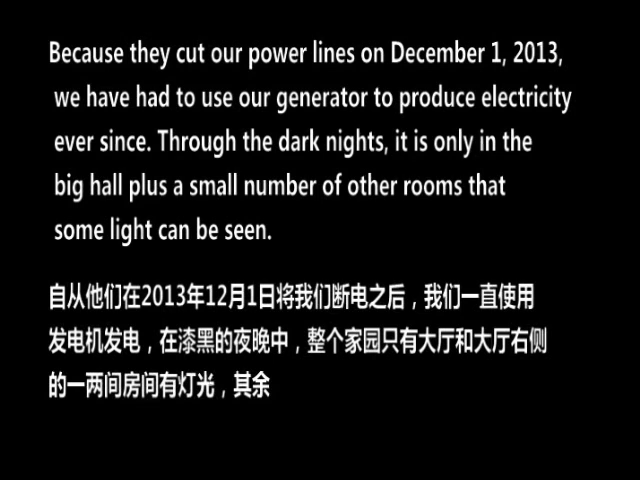 Because they cut our power lines on December 1, 2013,
we have had to use our generator to produce electricity
ever since. Through the dark nights, it is only in the
big hall plus a small number of other rooms that
some light can be seen.
自从他们在2013年12月1日将我们断电之后，我们一直使用
发电机发电，在漆黑的夜晚中，整个家园只有大厅和大厅右侧
的一两间房间有灯光，其余